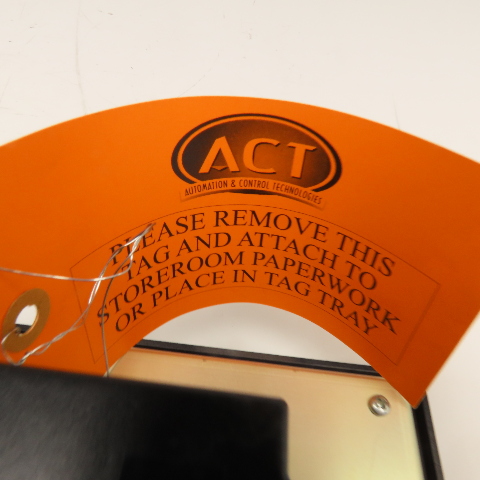 ACT
AUTOMATION & CONTROL TECHNOLOGIES
PLEASE REMOVE THIS
TAG AND ATTACH TO
STOREROOM PAPERWORK
OR PLACE IN TAG TRAY